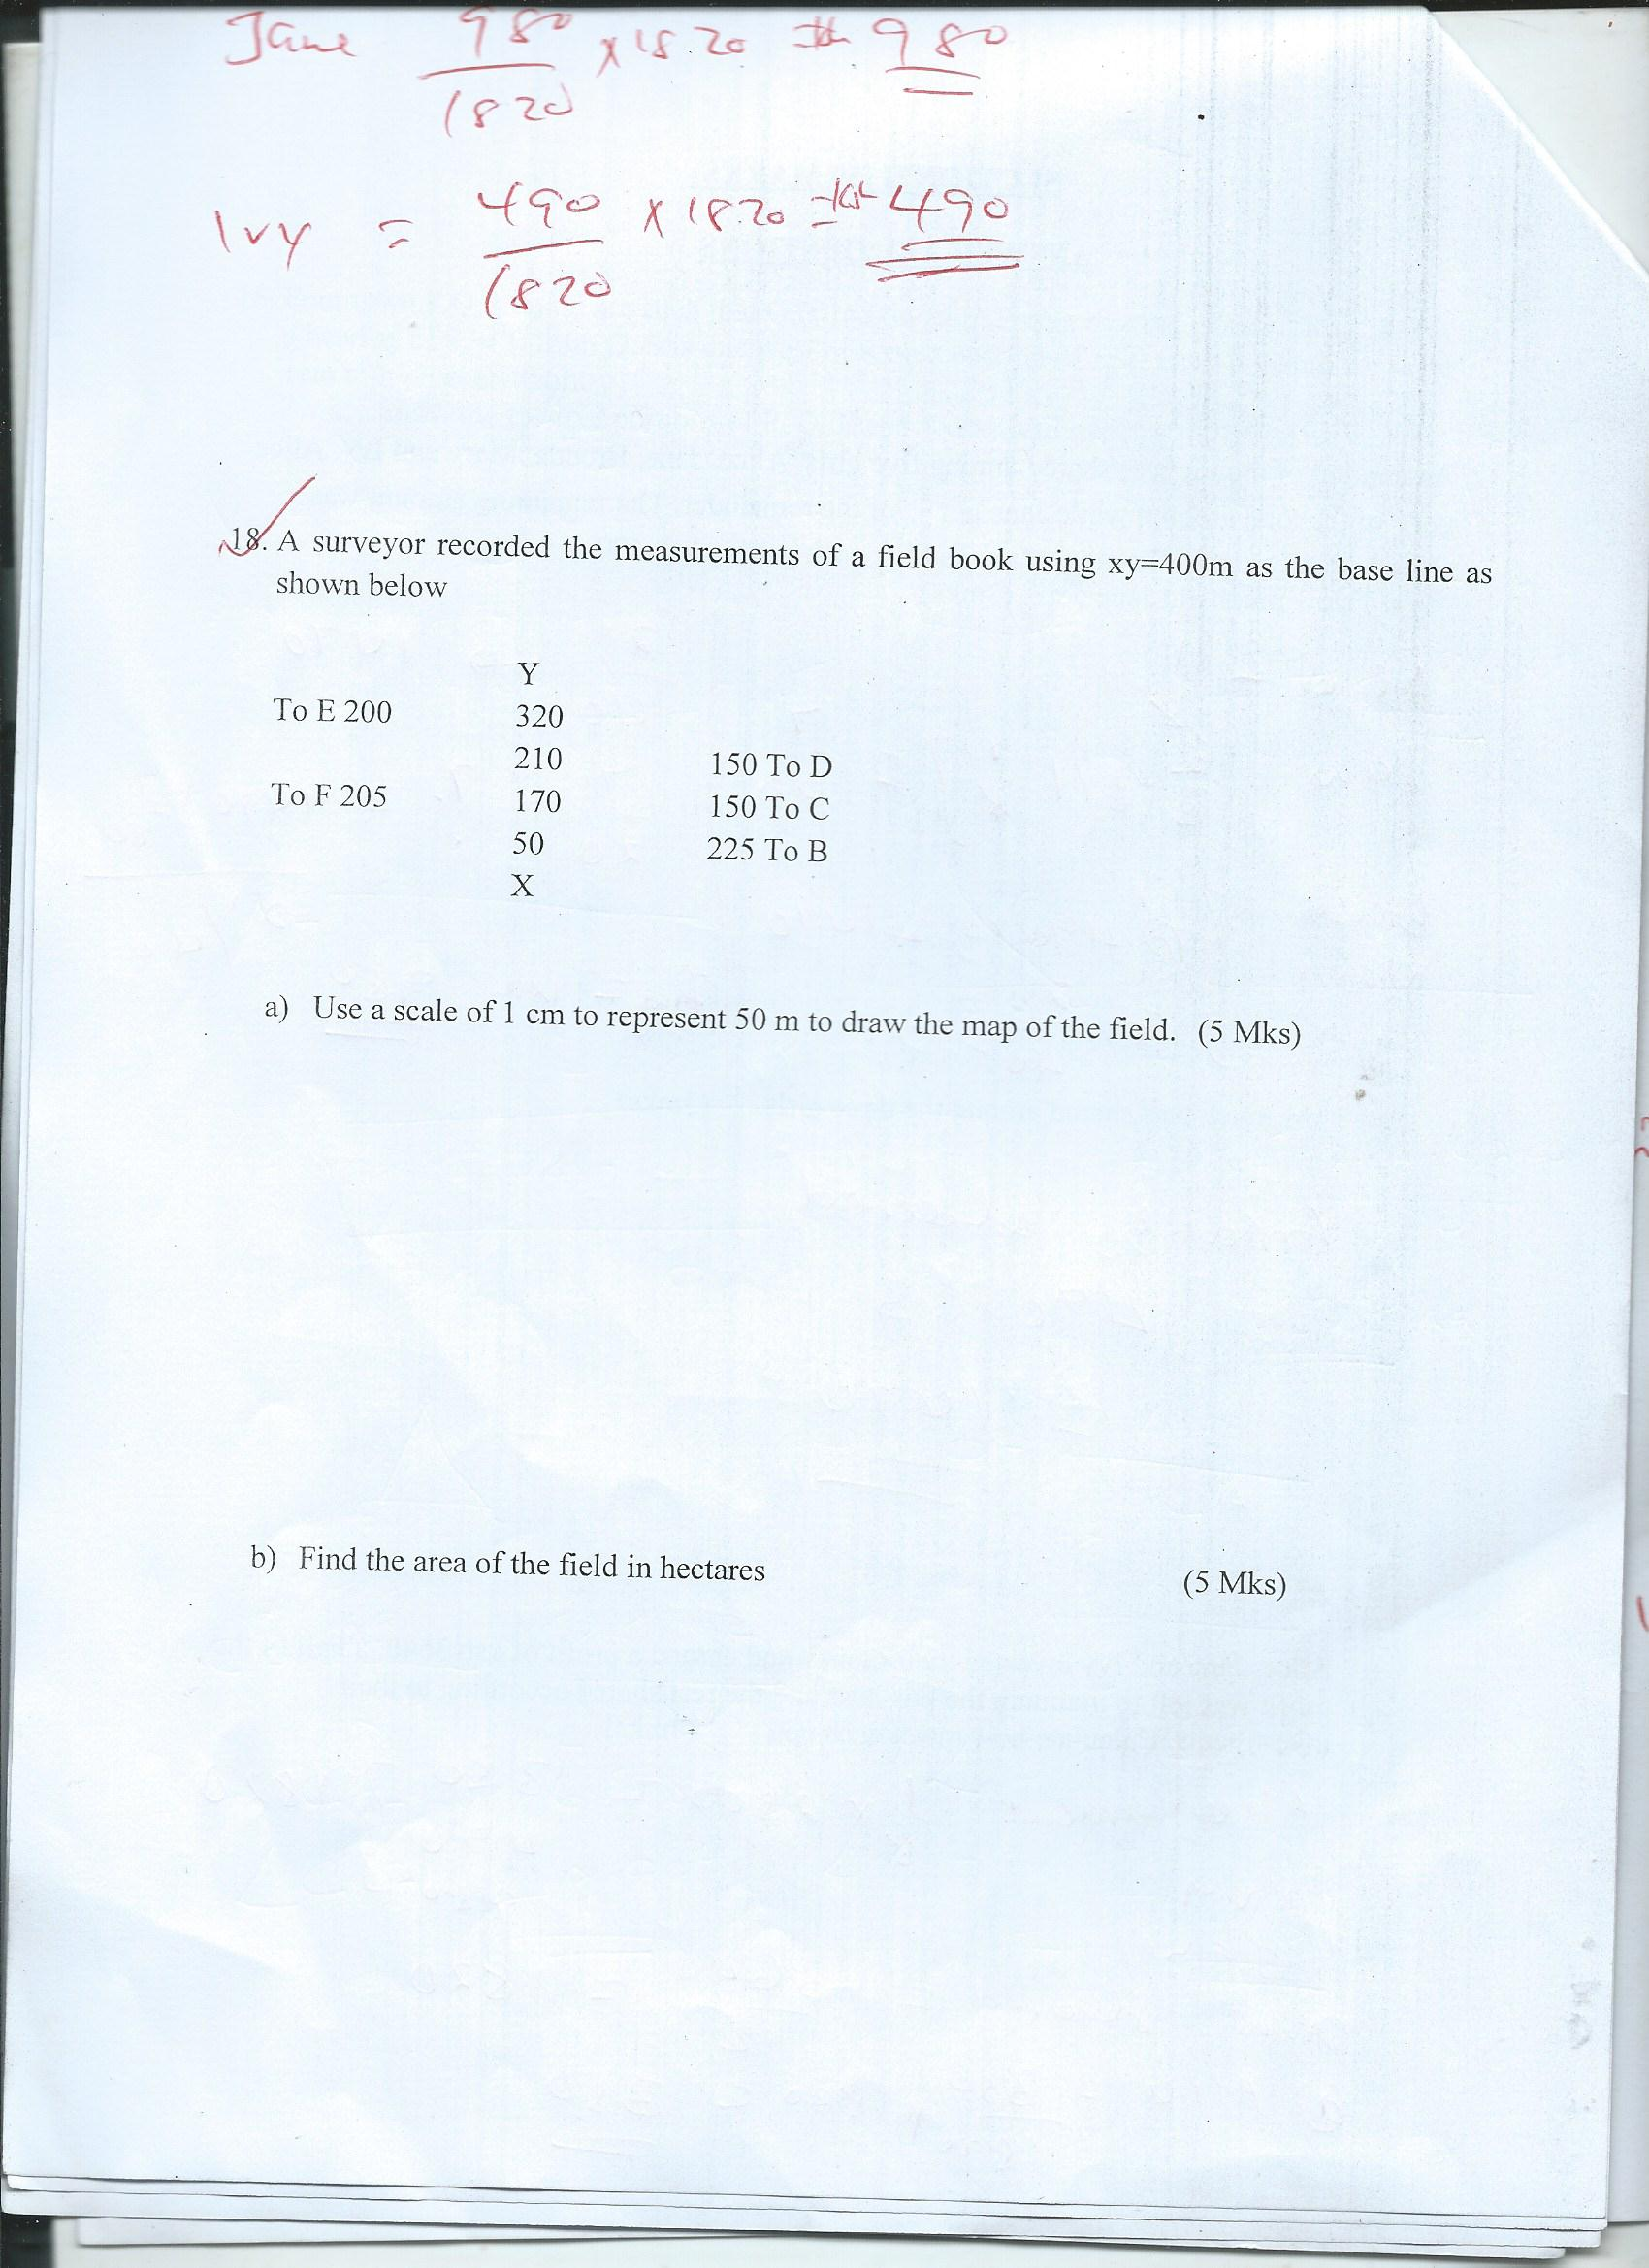 Jane 980 x 18.20 = 980
1820
Ivy = 490 x 1820 = 490
1820
18. A surveyor recorded the measurements of a field book using xy=400m as the base line as
shown below
Y
To E 200 320
210 150 To D
To F 205 170 150 To C
50 225 To B
X
a) Use a scale of 1 cm to represent 50 m to draw the map of the field. (5 Mks)
b) Find the area of the field in hectares (5 Mks)